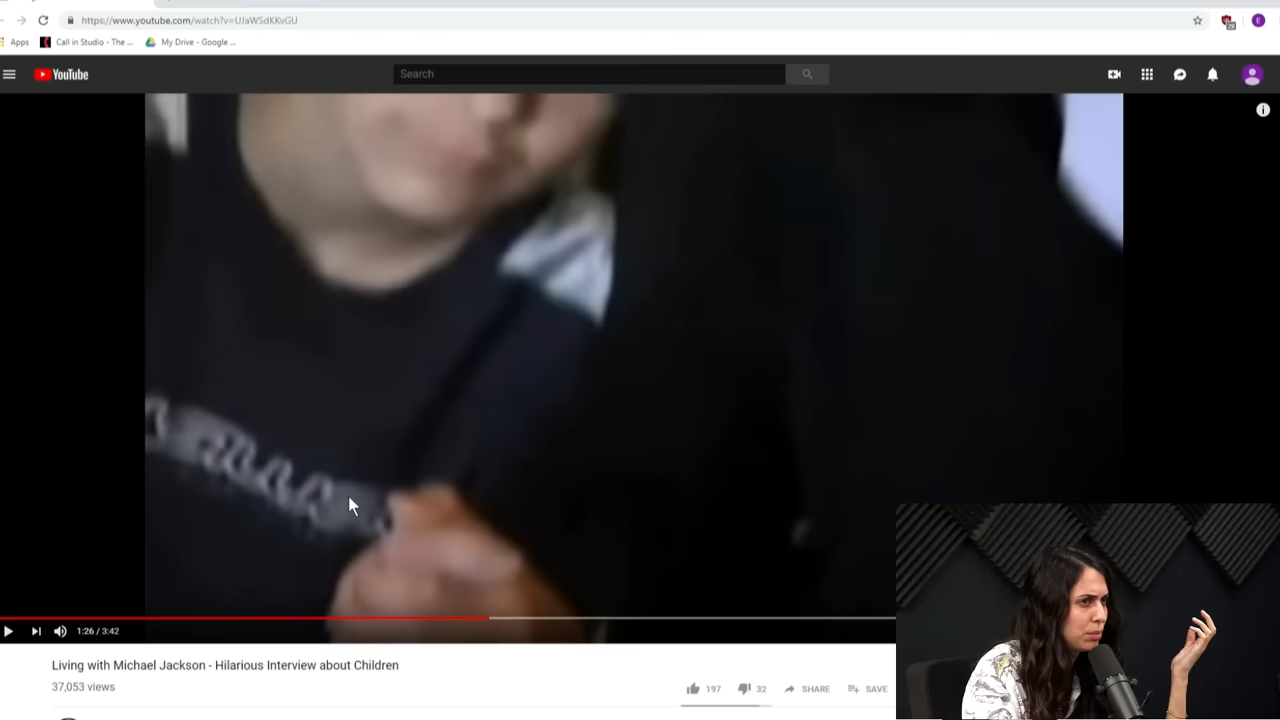 https://www.youtube.com/watch?v=UJaWSdKKvGU
Apps
Call in Studio - The ...
My Drive - Google ...
YouTube
Search
1:26 / 3:42
Living with Michael Jackson - Hilarious Interview about Children
37,053 views
197
32
SHARE
SAVE